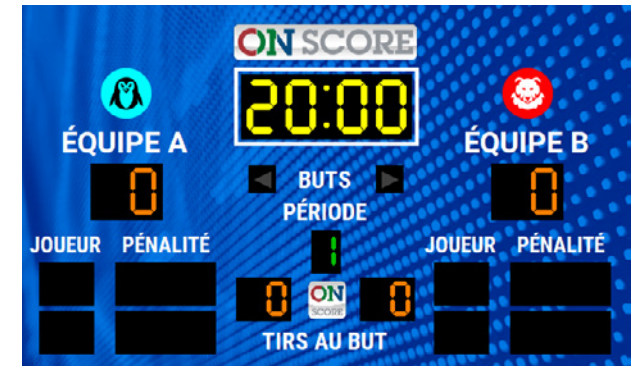 ON SCORE
20:00
ÉQUIPE A
ÉQUIPE B
0
BUTS
0
PÉRIODE
JOUEUR PÉNALITÉ
1
JOUEUR PÉNALITÉ
0
ON SCORE
0
TIRS AU BUT